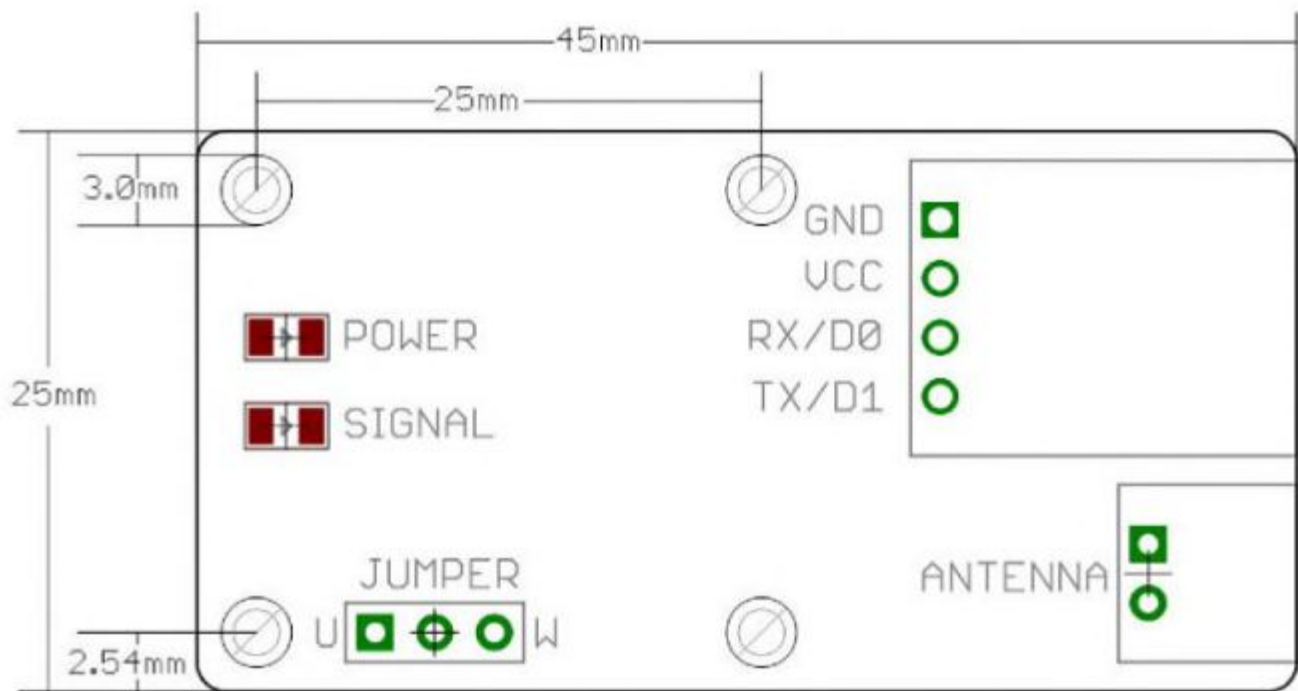 45mm
25mm
3.0mm
GND
VCC
RX/D0
TX/D1
POWER
SIGNAL
25mm
JUMPER
U
W
ANTENNA
2.54mm